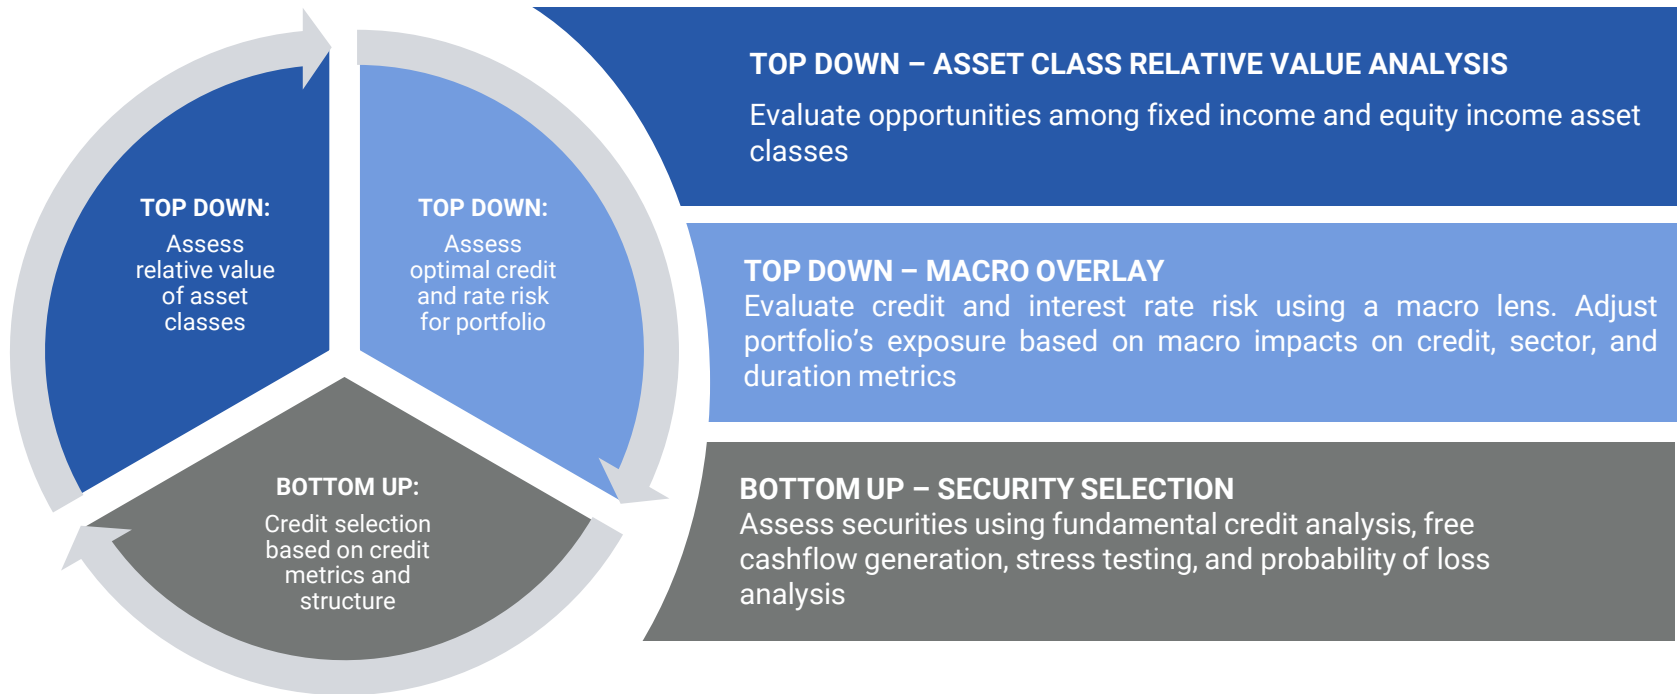 TOP DOWN:
Assess
relative value
of asset
classes
TOP DOWN:
Assess
optimal credit
and rate risk
for portfolio
BOTTOM UP:
Credit selection
based on credit
metrics and
structure
TOP DOWN – ASSET CLASS RELATIVE VALUE ANALYSIS
Evaluate opportunities among fixed income and equity income asset
classes
TOP DOWN – MACRO OVERLAY
Evaluate credit and interest rate risk using a macro lens. Adjust
portfolio’s exposure based on macro impacts on credit, sector, and
duration metrics
BOTTOM UP – SECURITY SELECTION
Assess securities using fundamental credit analysis, free
cashflow generation, stress testing, and probability of loss
analysis